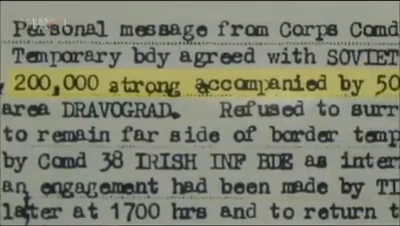 Personal message from Corps Comd
Temporary bdy agreed with SOVIET
200,000 strong accompanied by 50
area DRAVOGRAD. Refused to surr
to remain far side of border temp
by Comd 38 IRISH INF BDE as inter
an engagement had been made by TI
later at 1700 hrs and to return t